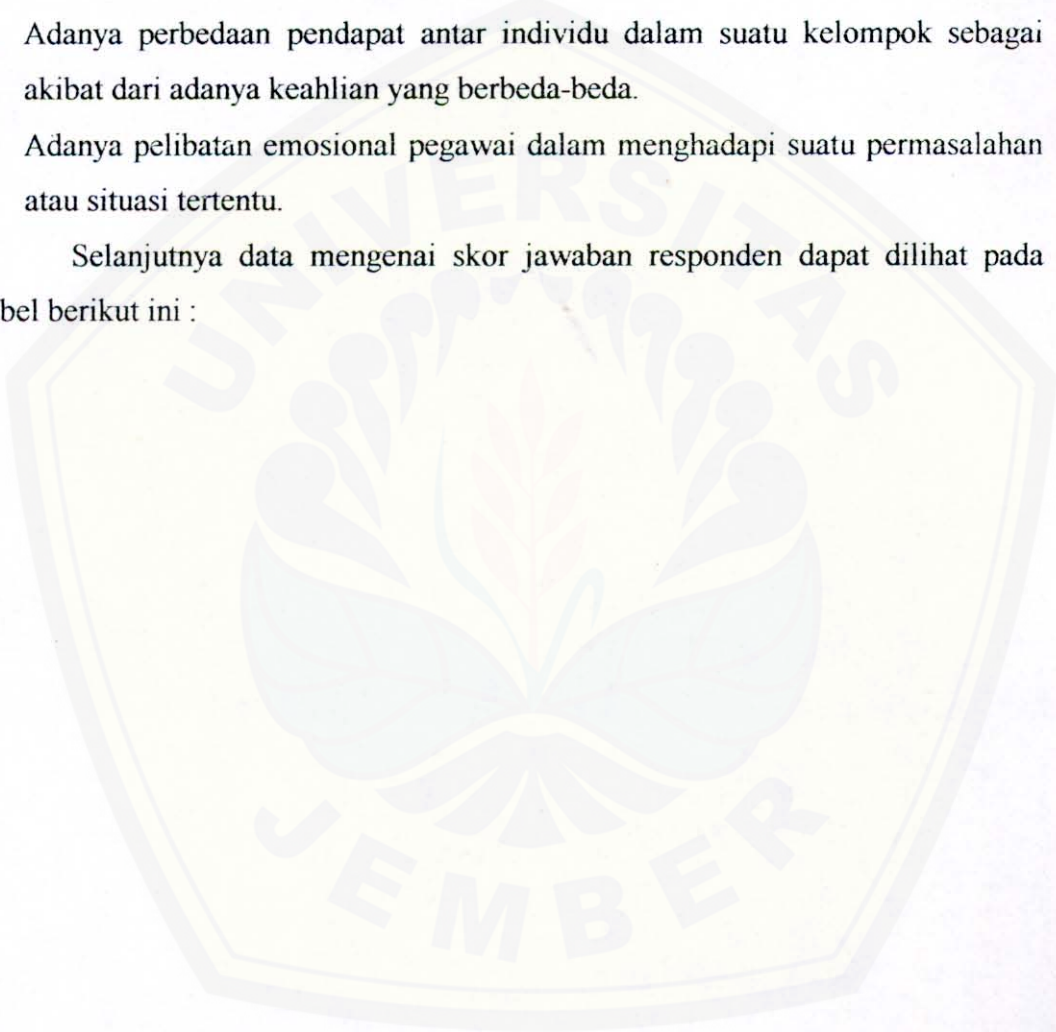 Adanya perbedaan pendapat antar individu dalam suatu kelompok sebagai
akibat dari adanya keahlian yang berbeda-beda.
Adanya pelibatan emosional pegawai dalam menghadapi suatu permasalahan
atau situasi tertentu.
Selanjutnya data mengenai skor jawaban responden dapat dilihat pada
bel berikut ini :
UNIVERSITAS
JEMBER